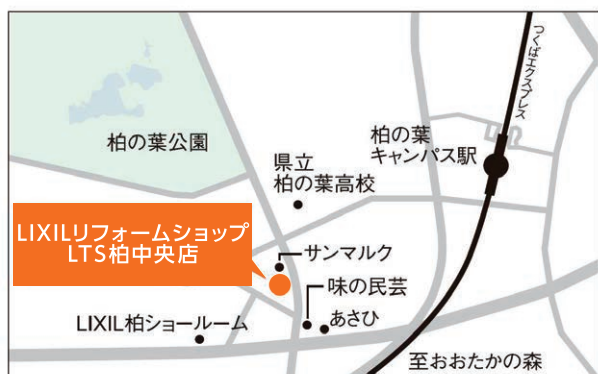 つくばエクスプレス
柏の葉公園
柏の葉
キャンパス駅
県立
柏の葉高校
LIXILリフォームショップ
LTS柏中央店
サンマルク
味の民芸
あさひ
LIXIL柏ショールーム
至おおたかの森